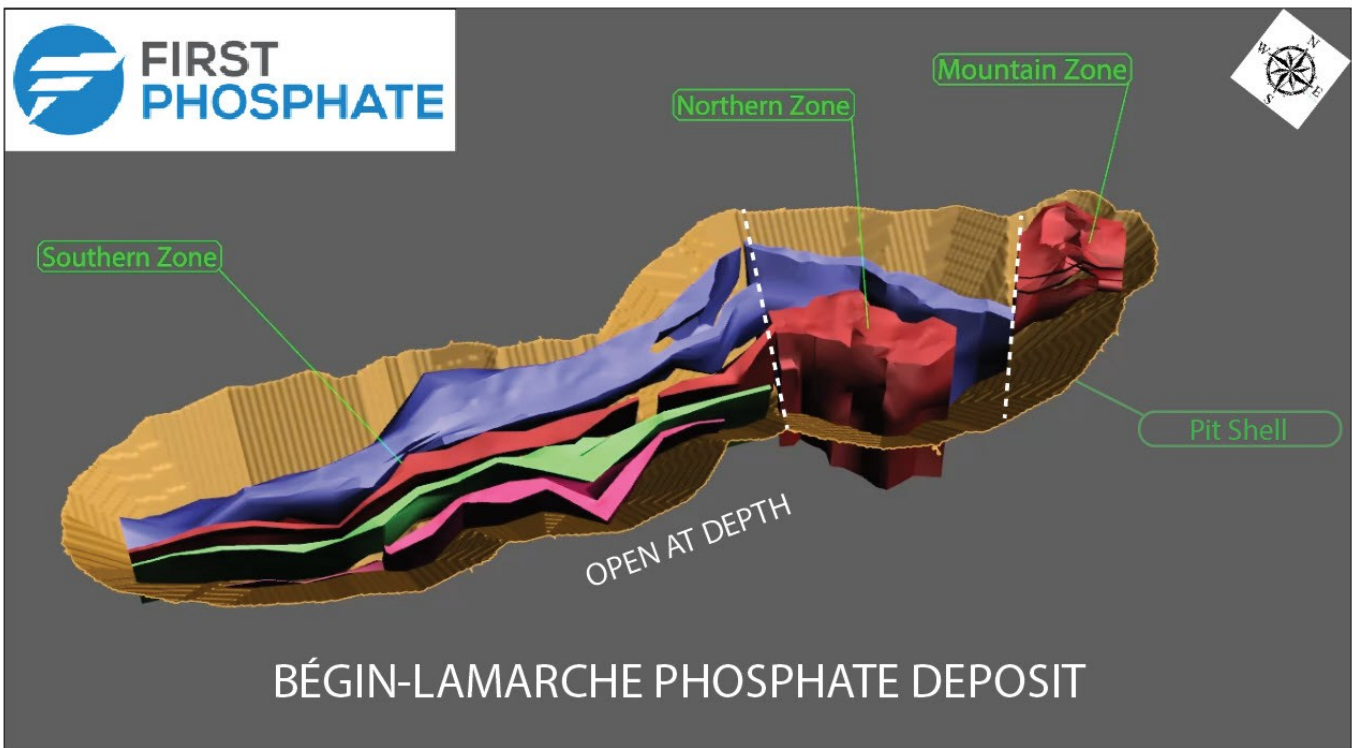 FIRST
PHOSPHATE
Mountain Zone
N
W
E
S
Northern Zone
Southern Zone
Pit Shell
OPEN AT DEPTH
BÉGIN-LAMARCHE PHOSPHATE DEPOSIT